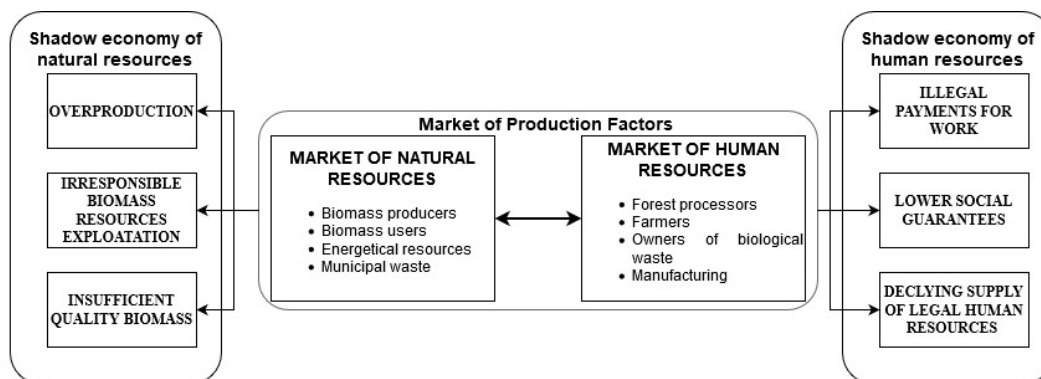 Shadow economy of
natural resources
OVERPRODUCTION
IRRESPONSIBLE
BIOMASS
RESOURCES
EXPLOATATION
INSUFFICIENT
QUALITY BIOMASS
Market of Production Factors
MARKET OF NATURAL
RESOURCES
• Biomass producers
• Biomass users
• Energetical resources
• Municipal waste
MARKET OF HUMAN
RESOURCES
• Forest processors
• Farmers
• Owners of biological
waste
• Manufacturing
Shadow economy of
human resources
ILLEGAL
PAYMENTS FOR
WORK
LOWER SOCIAL
GUARANTEES
DECLYING SUPPLY
OF LEGAL HUMAN
RESOURCES